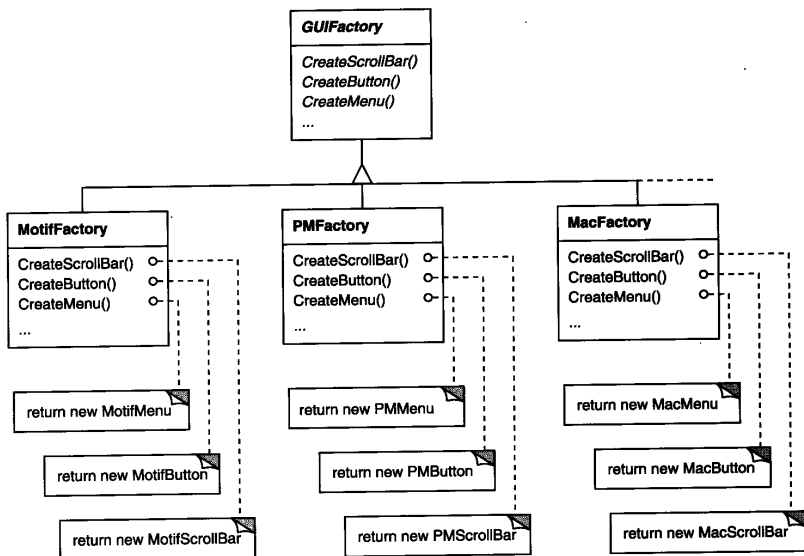 GUIFactory
CreateScrollBar()
CreateButton()
CreateMenu()
...
MotifFactory
CreateScrollBar()
CreateButton()
CreateMenu()
...
PMFactory
CreateScrollBar()
CreateButton()
CreateMenu()
...
MacFactory
CreateScrollBar()
CreateButton()
CreateMenu()
...
return new MotifMenu
return new PMMenu
return new MacMenu
return new MotifButton
return new PMButton
return new MacButton
return new MotifScrollBar
return new PMScrollBar
return new MacScrollBar